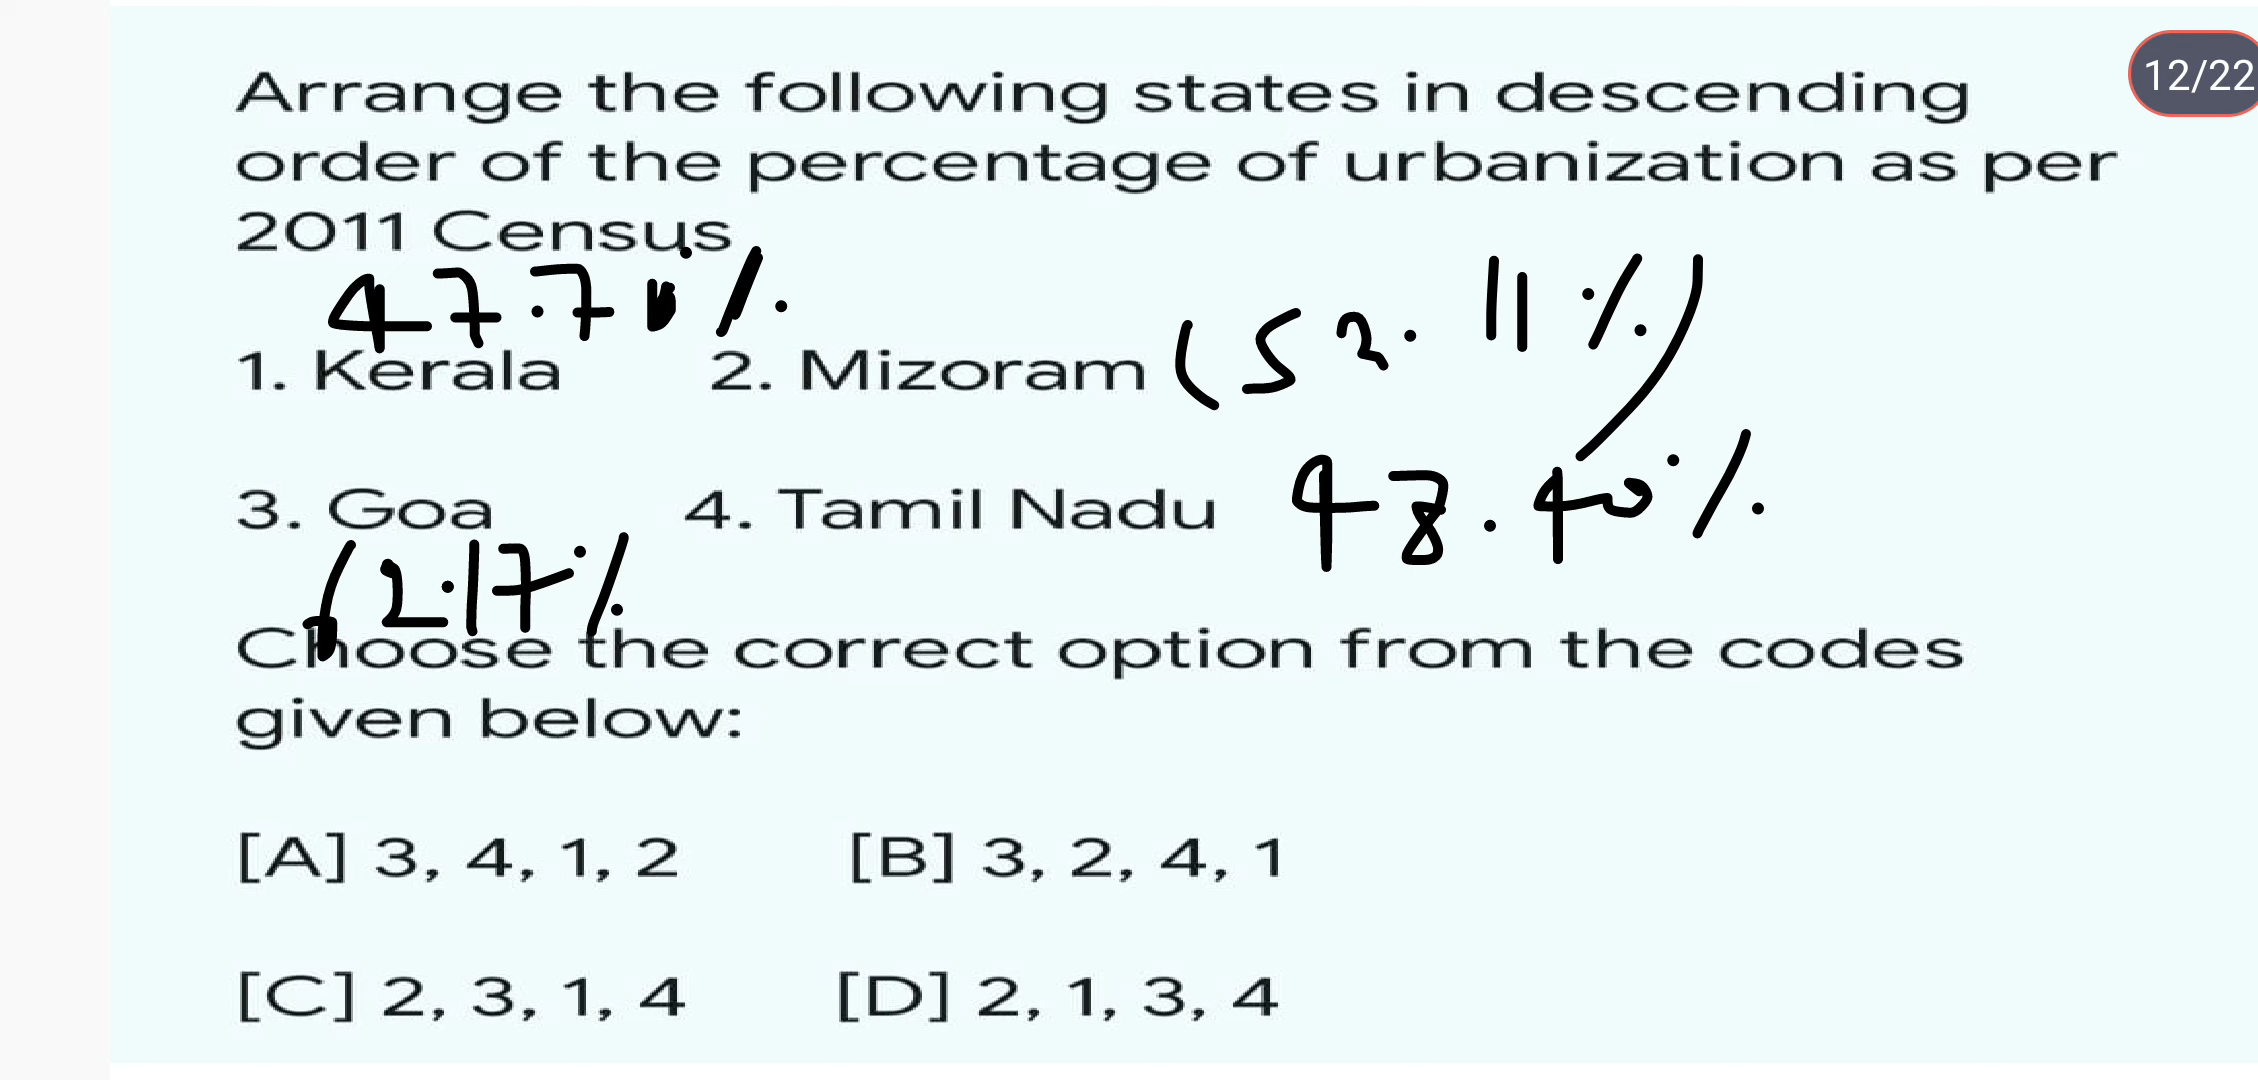 12/22
Arrange the following states in descending
order of the percentage of urbanization as per
2011 Census
47.70%
1. Kerala 2. Mizoram (52.11%)
3. Goa 4. Tamil Nadu 48.40%
62.17%
Choose the correct option from the codes
given below:
[A] 3, 4, 1, 2 [B] 3, 2, 4, 1
[C] 2, 3, 1, 4 [D] 2, 1, 3, 4